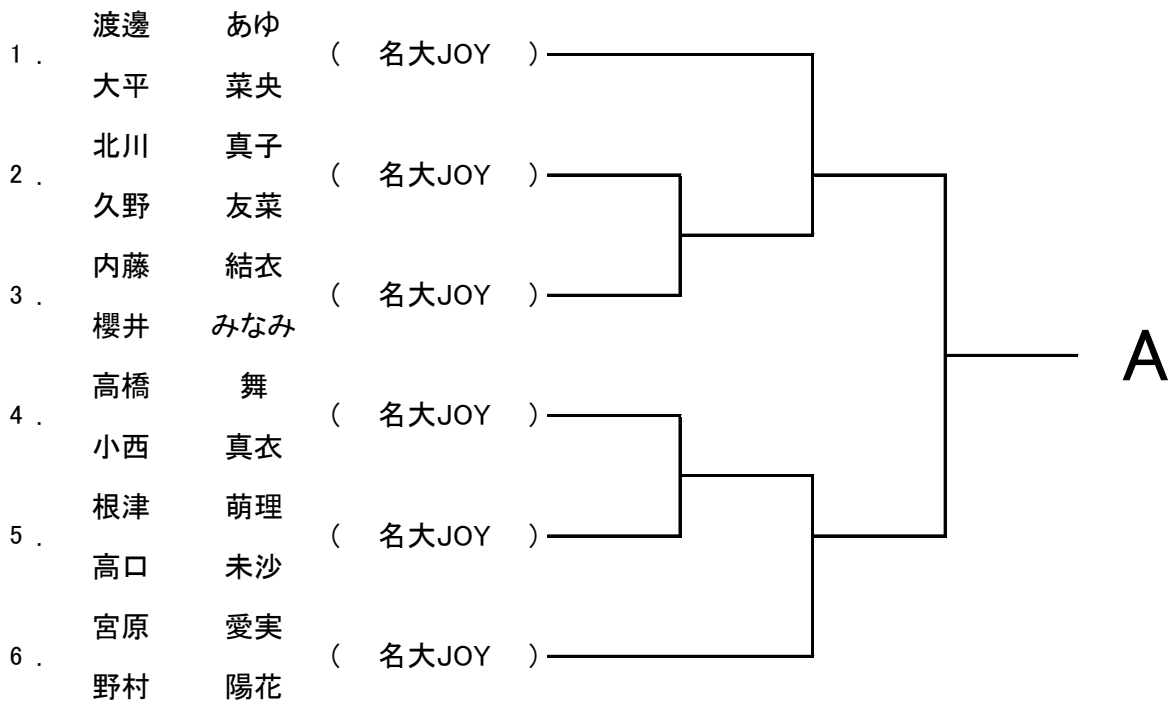 渡邊 あゆ
1 . ( 名大JOY )
大平 菜央
北川 真子
2 . ( 名大JOY )
久野 友菜
内藤 結衣
3 . ( 名大JOY )
櫻井 みなみ
高橋 舞
4 . ( 名大JOY )
小西 真衣
根津 萌理
5 . ( 名大JOY )
高口 未沙
宮原 愛実
6 . ( 名大JOY )
野村 陽花
A